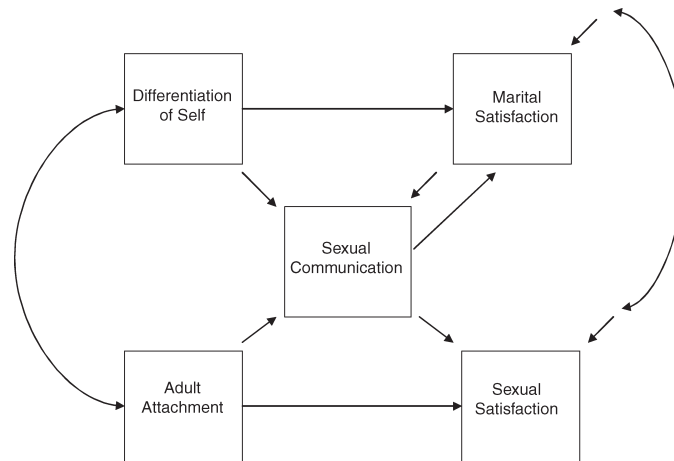 Differentiation
of Self
Marital
Satisfaction
Sexual
Communication
Adult
Attachment
Sexual
Satisfaction